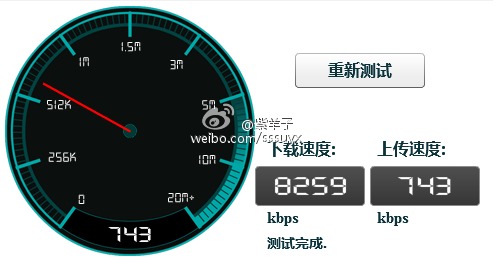 1.5M
1M
3M
重新测试
512K
5M
@紫羊子
weibo.com/sssuyx
256K
10M
下载速度:
上传速度:
0
20M+
8259
743
743
kbps
kbps
测试完成.